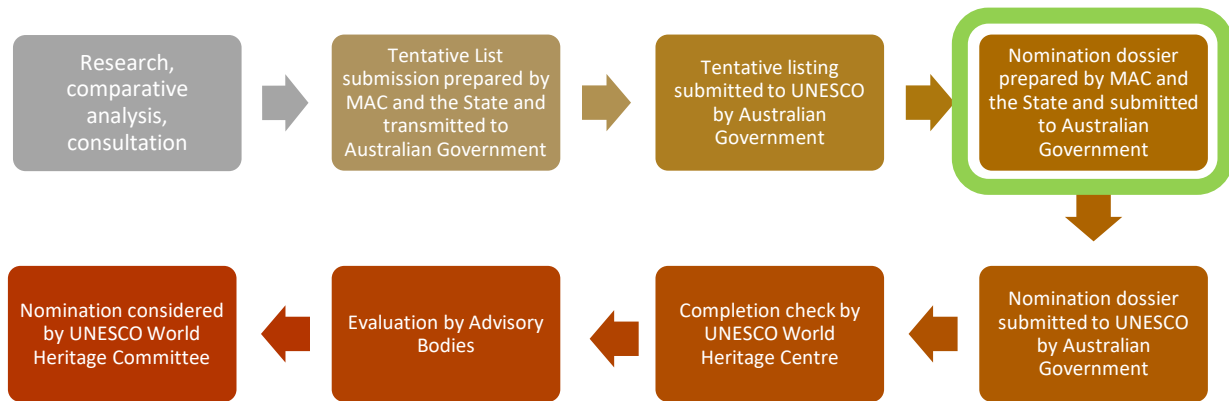 Research,
comparative
analysis,
consultation
Tentative List
submission prepared by
MAC and the State and
transmitted to
Australian Government
Tentative listing
submitted to UNESCO
by Australian
Government
Nomination dossier
prepared by MAC and
the State and submitted
to Australian
Government
Nomination dossier
submitted to UNESCO
by Australian
Government
Completion check by
UNESCO World
Heritage Centre
Evaluation by Advisory
Bodies
Nomination considered
by UNESCO World
Heritage Committee